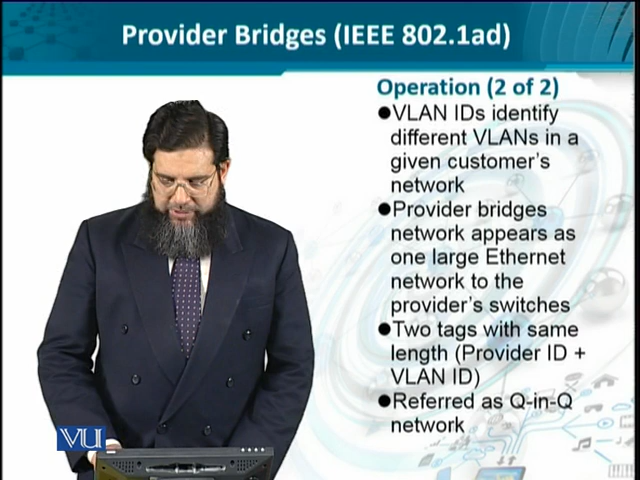 Provider Bridges (IEEE 802.1ad)
Operation (2 of 2)
●VLAN IDs identify
different VLANs in a
given customer's
network
●Provider bridges
network appears as
one large Ethernet
network to the
provider's switches
●Two tags with same
length (Provider ID +
VLAN ID)
●Referred as Q-in-Q
network
VU